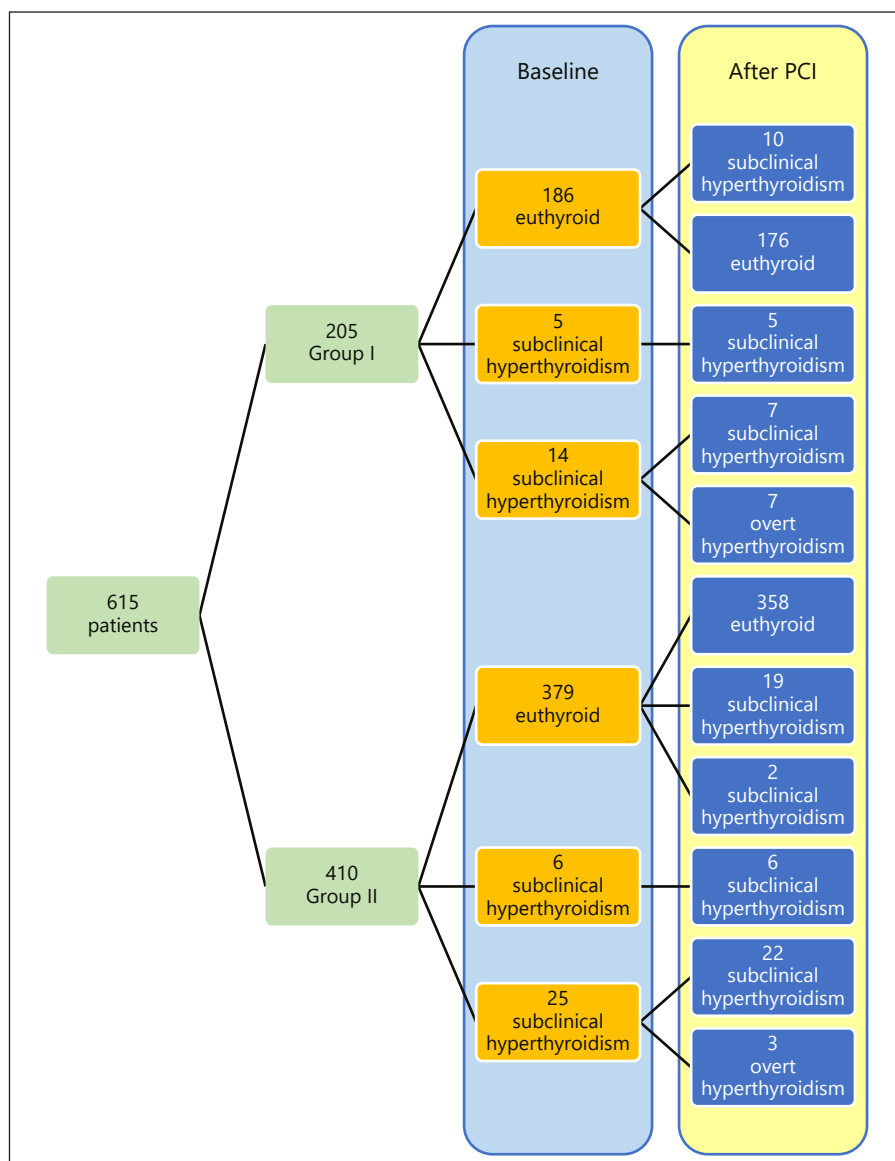 Baseline
After PCI
615
patients
205
Group I
410
Group II
186
euthyroid
5
subclinical
hyperthyroidism
14
subclinical
hyperthyroidism
379
euthyroid
6
subclinical
hyperthyroidism
25
subclinical
hyperthyroidism
10
subclinical
hyperthyroidism
176
euthyroid
5
subclinical
hyperthyroidism
7
subclinical
hyperthyroidism
7
overt
hyperthyroidism
358
euthyroid
19
subclinical
hyperthyroidism
2
subclinical
hyperthyroidism
6
subclinical
hyperthyroidism
22
subclinical
hyperthyroidism
3
overt
hyperthyroidism